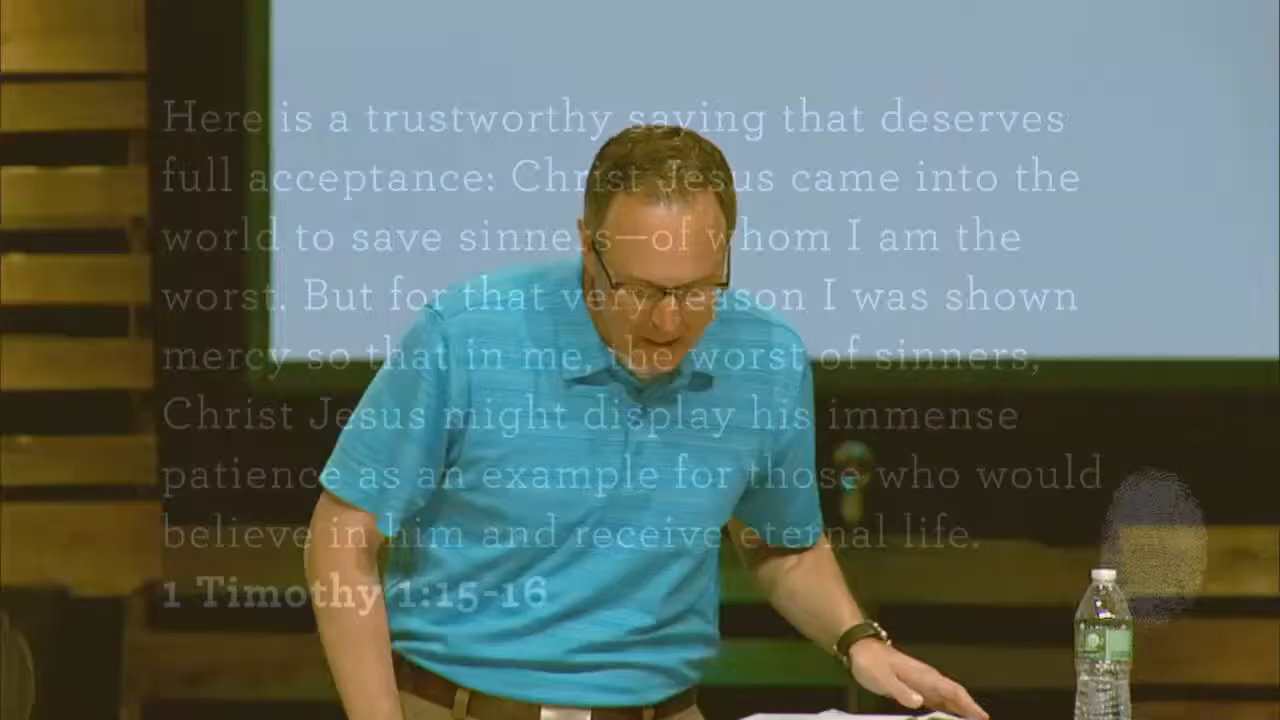 Here is a trustworthy saying that deserves
full acceptance: Christ Jesus came into the
world to save sinners—of whom I am the
worst. But for that very reason I was shown
mercy so that in me, the worst of sinners,
Christ Jesus might display his immense
patience as an example for those who would
believe in him and receive eternal life.
1 Timothy 1:15-16